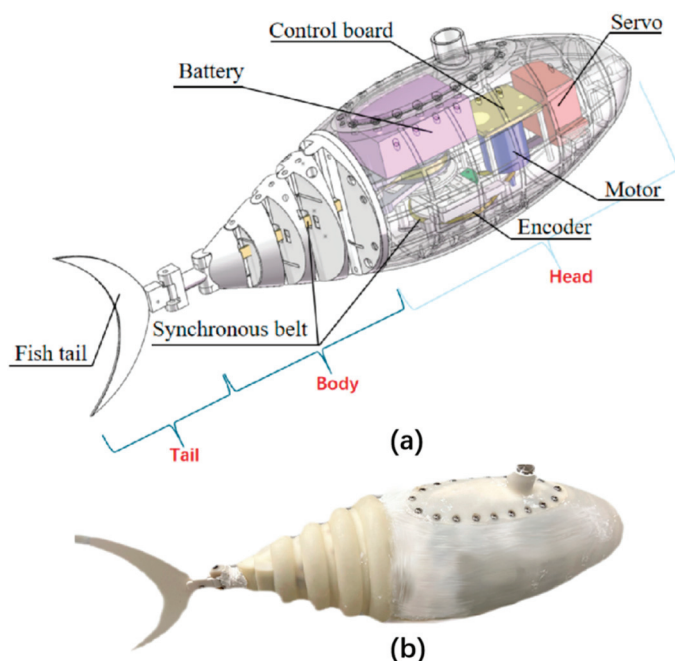 Control board
Servo
Battery
Motor
Encoder
Head
Synchronous belt
Fish tail
Body
Tail
(a)
(b)